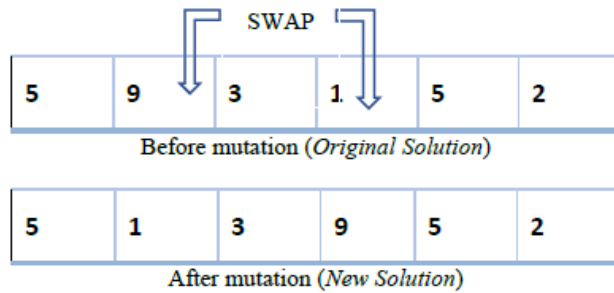 SWAP
5 9 3 1 5 2
Before mutation (Original Solution)
5 1 3 9 5 2
After mutation (New Solution)